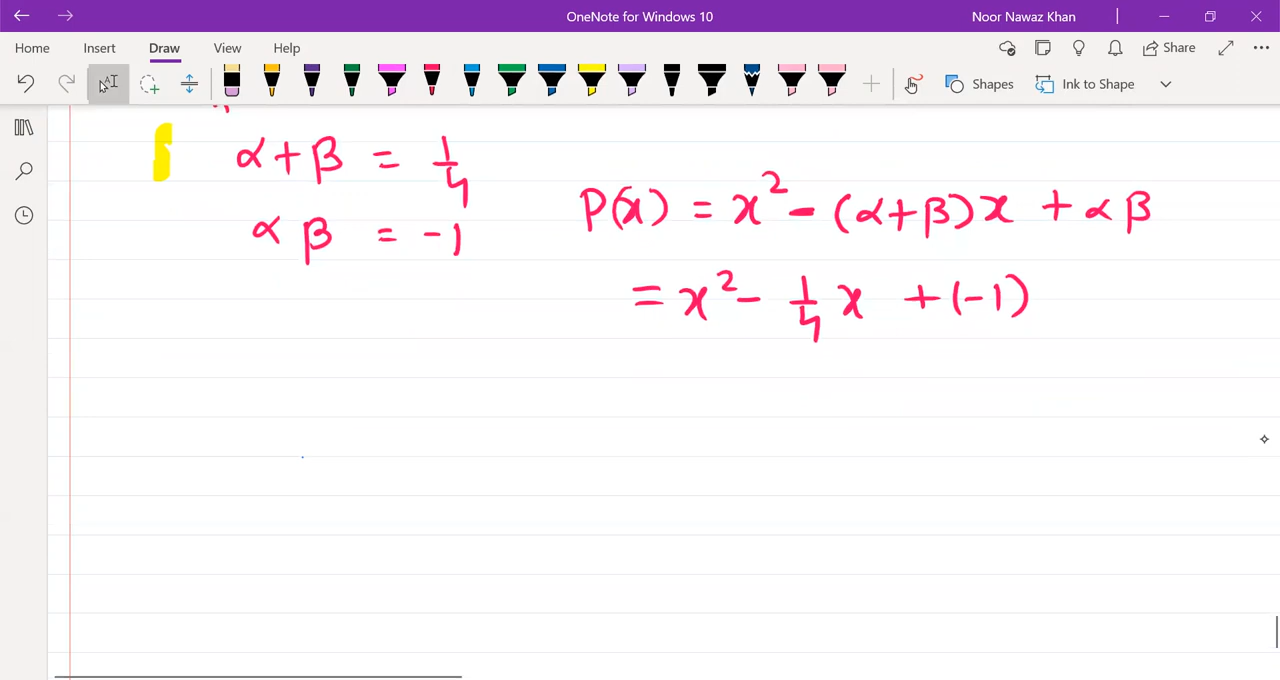 OneNote for Windows 10
Noor Nawaz Khan
Home Insert Draw View Help
Share
Shapes
Ink to Shape
α + β = 1/4
αβ = -1
P(x) = x² - (α+β)x + αβ
= x² - 1/4 x + (-1)